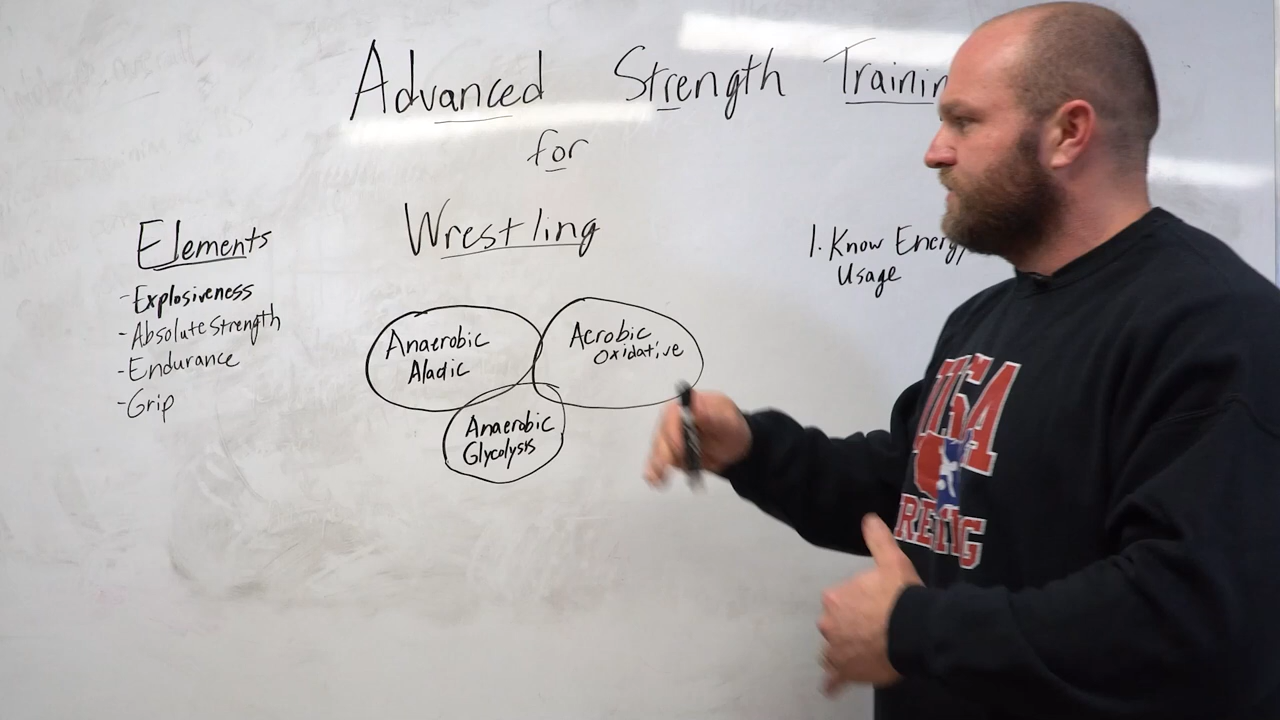 Advanced Strength Trainin
for
Wrestling
Elements
-Explosiveness
-Absolute Strength
-Endurance
-Grip
Anaerobic
Aladic
Aerobic
Oxidative
Anaerobic
Glycolysis
1. Know Energy
Usage
USA